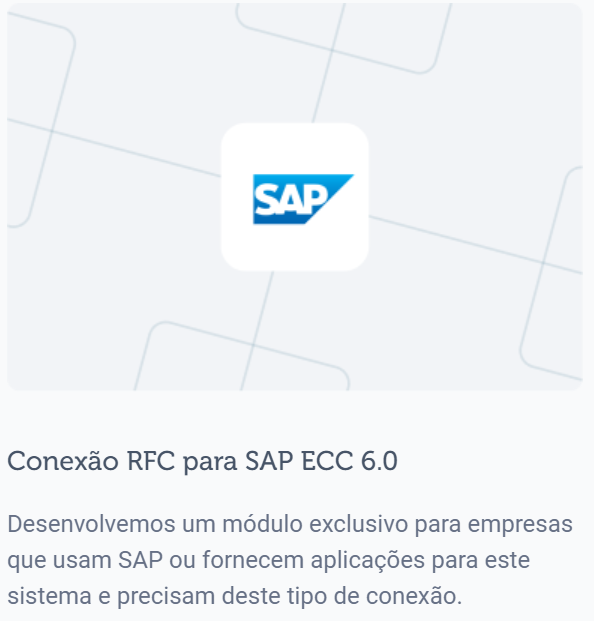 SAP
Conexão RFC para SAP ECC 6.0
Desenvolvemos um módulo exclusivo para empresas
que usam SAP ou fornecem aplicações para este
sistema e precisam deste tipo de conexão.